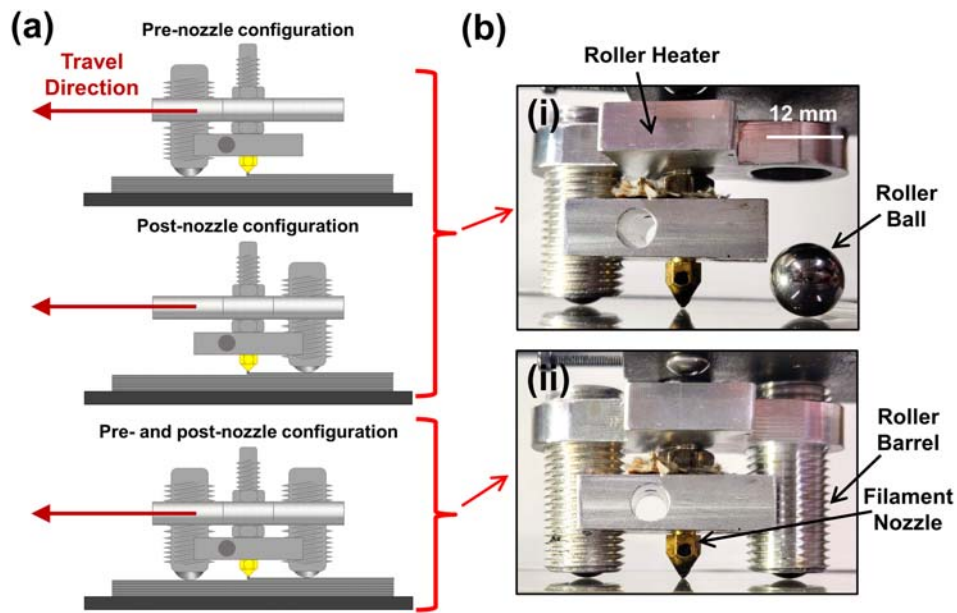 (a)
Pre-nozzle configuration
Travel
Direction
Post-nozzle configuration
Pre- and post-nozzle configuration
(b)
Roller Heater
(i)
12 mm
Roller
Ball
(ii)
Roller
Barrel
Filament
Nozzle